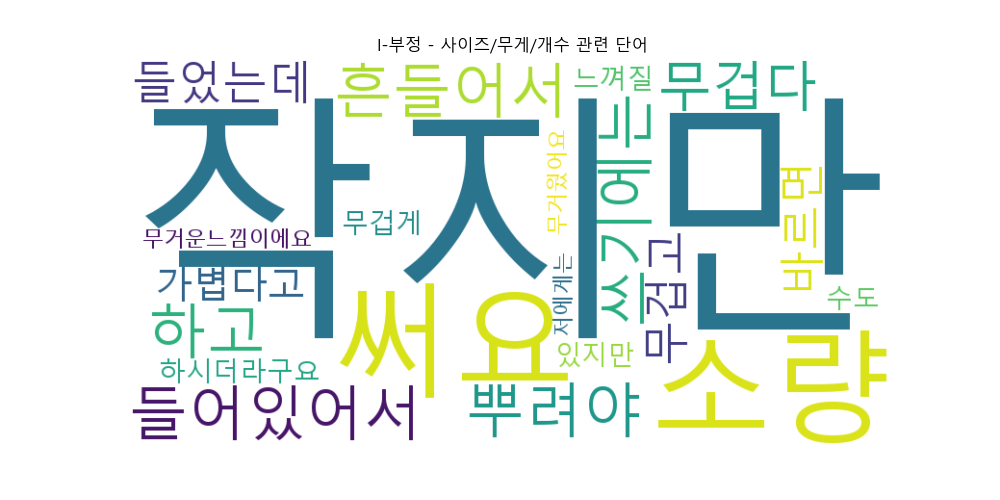 I-부정 - 사이즈/무게/개수 관련 단어
들었는데
흔들어서
느껴질
무겁다
작지만
무거웠어요
쓰기에는
바르면
무겁게
무거운느낌이에요
무겁고
저에게는
가볍다고
수도
써요
하고
소량
있지만
하시더라구요
들어있어서
뿌려야